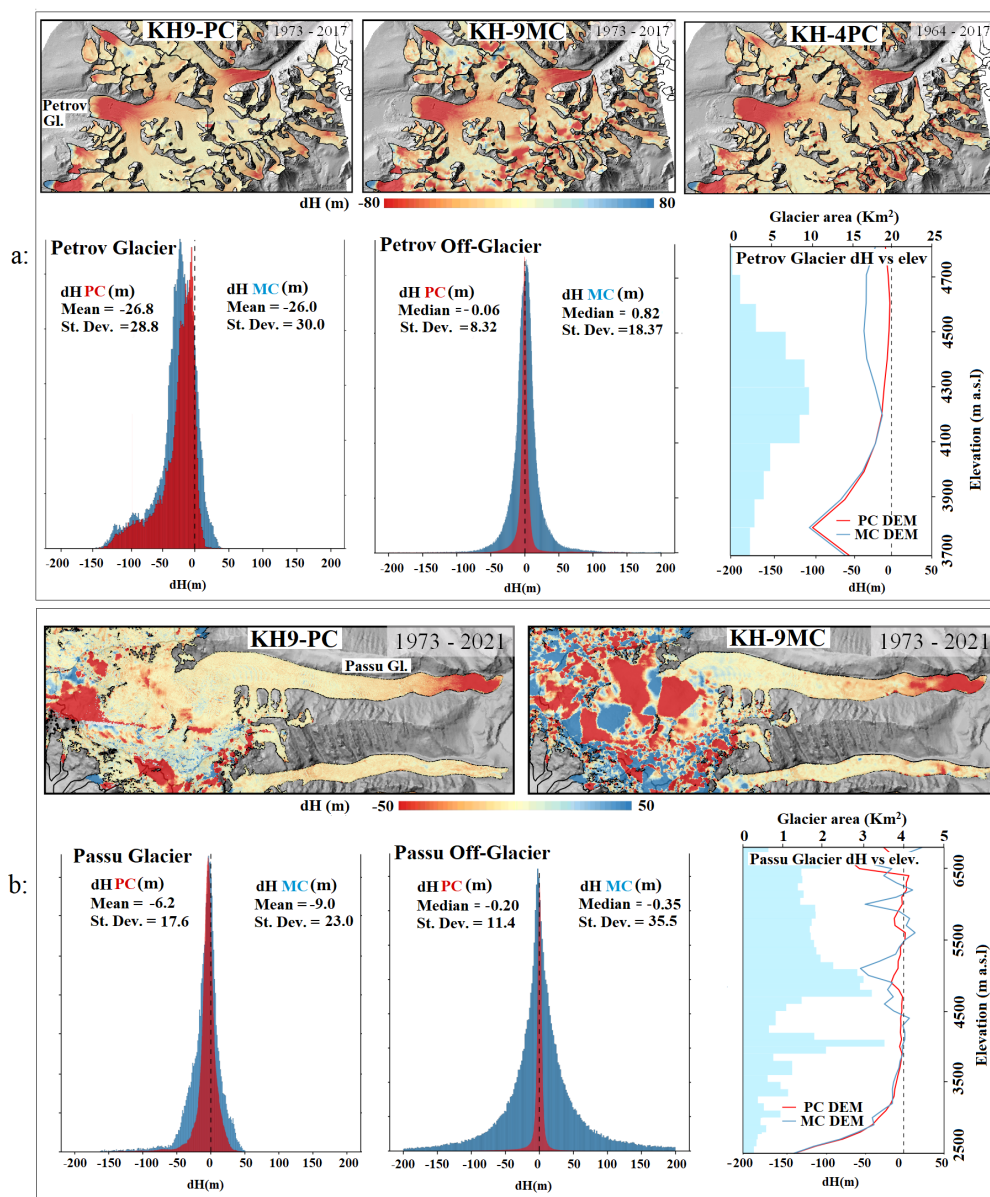 KH9-PC
1973 - 2017
KH-9MC
1973 - 2017
KH-4PC
1964 - 2017
Petrov
Gl.
dH (m) -80 80
a:
Petrov Glacier
dH PC (m)
Mean = -26.8
St. Dev. = 28.8
dH MC (m)
Mean = -26.0
St. Dev. = 30.0
-200 -150 -100 -50 0 50 100 150 200
dH(m)
Petrov Off-Glacier
dH PC (m)
Median = - 0.06
St. Dev. = 8.32
dH MC (m)
Median = 0.82
St. Dev. = 18.37
-200 -150 -100 -50 0 50 100 150 200
dH(m)
Glacier area (Km²)
0 5 10 15 20 25
Petrov Glacier dH vs elev
4700
4500
4300
4100
3900
3700
Elevation (m a.s.l)
PC DEM
MC DEM
-200 -150 -100 -50 0 50
dH(m)
KH9-PC
1973 - 2021
Passu Gl.
KH-9MC
1973 - 2021
dH (m) -50 50
b:
Passu Glacier
dH PC (m)
Mean = -6.2
St. Dev. = 17.6
dH MC (m)
Mean = -9.0
St. Dev. = 23.0
-200 -150 -100 -50 0 50 100 150 200
dH(m)
Passu Off-Glacier
dH PC (m)
Median = -0.20
St. Dev. = 11.4
dH MC (m)
Median = -0.35
St. Dev. = 35.5
-200 -150 -100 -50 0 50 100 150 200
dH(m)
Glacier area (Km²)
0 1 2 3 4 5
Passu Glacier dH vs elev.
6500
5500
4500
3500
2500
Elevation (m a.s.l)
PC DEM
MC DEM
-200 -150 -100 -50 0 50
dH(m)